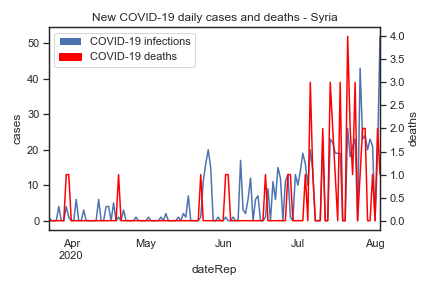 New COVID-19 daily cases and deaths - Syria
COVID-19 infections
COVID-19 deaths
50
40
30
20
10
0
cases
4.0
3.5
3.0
2.5
2.0
1.5
1.0
0.5
0.0
deaths
Apr May Jun Jul Aug
2020
dateRep